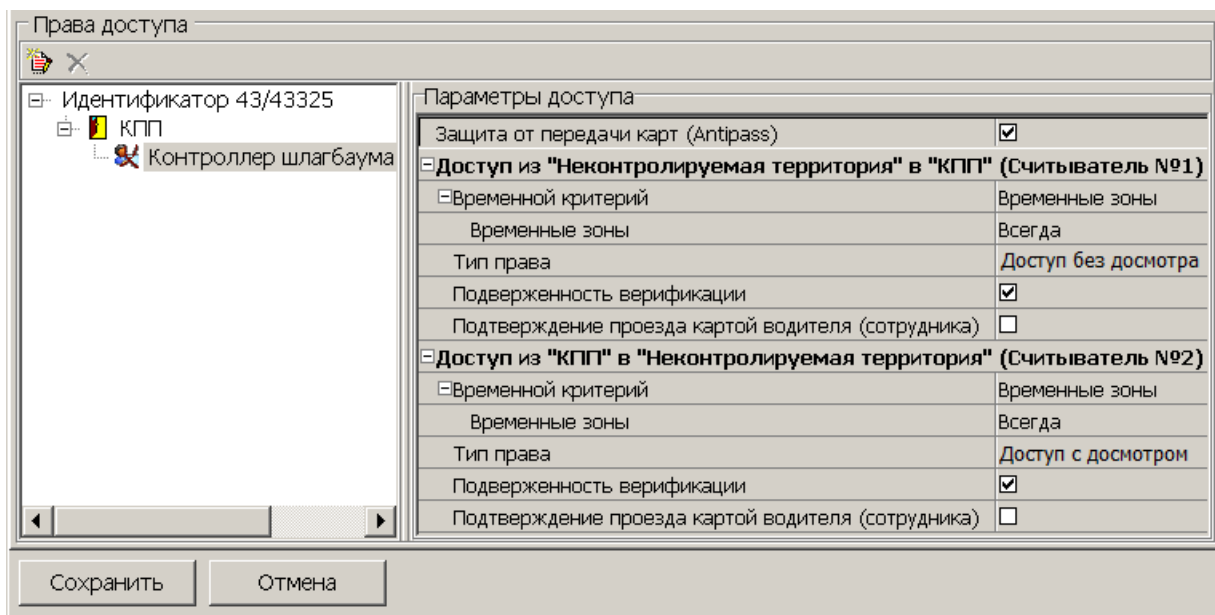 Права доступа
Идентификатор 43/43325
КПП
Контроллер шлагбаума
Параметры доступа
Защита от передачи карт (Antipass)
Доступ из "Неконтролируемая территория" в "КПП" (Считыватель №1)
Временной критерий Временные зоны
Временные зоны Всегда
Тип права Доступ без досмотра
Подверженность верификации
Подтверждение проезда картой водителя (сотрудника)
Доступ из "КПП" в "Неконтролируемая территория" (Считыватель №2)
Временной критерий Временные зоны
Временные зоны Всегда
Тип права Доступ с досмотром
Подверженность верификации
Подтверждение проезда картой водителя (сотрудника)
Сохранить Отмена